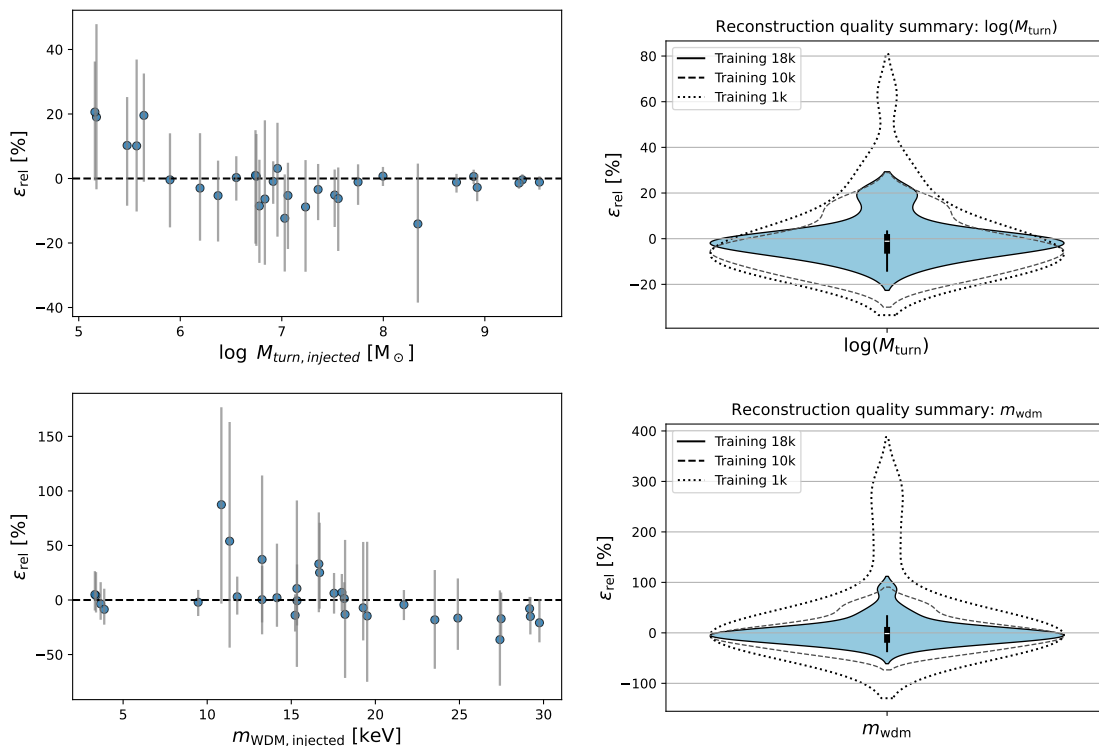 40
20
0
−20
−40
ε_rel [%]
5
6
7
8
9
log M_turn,injected [M_☉]
Reconstruction quality summary: log(M_turn)
Training 18k
Training 10k
Training 1k
80
60
40
20
0
−20
ε_rel [%]
log(M_turn)
150
100
50
0
−50
ε_rel [%]
5
10
15
20
25
30
m_WDM,injected [keV]
Reconstruction quality summary: m_wdm
Training 18k
Training 10k
Training 1k
400
300
200
100
0
−100
ε_rel [%]
m_wdm